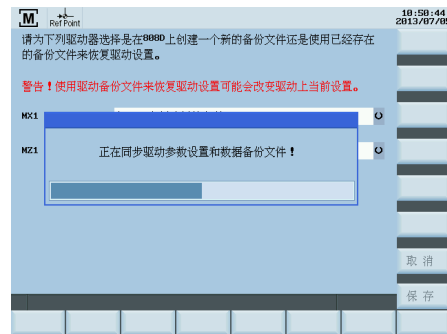 M Ref Point
10:50:44
2013/07/05
请为下列驱动器选择是在808D上创建一个新的备份文件还是使用已经存在
的备份文件来恢复驱动设置。
警告！使用驱动备份文件来恢复驱动设置可能会改变驱动上当前设置。
MX1
正在同步驱动参数设置和数据备份文件！
MZ1
取消
保存